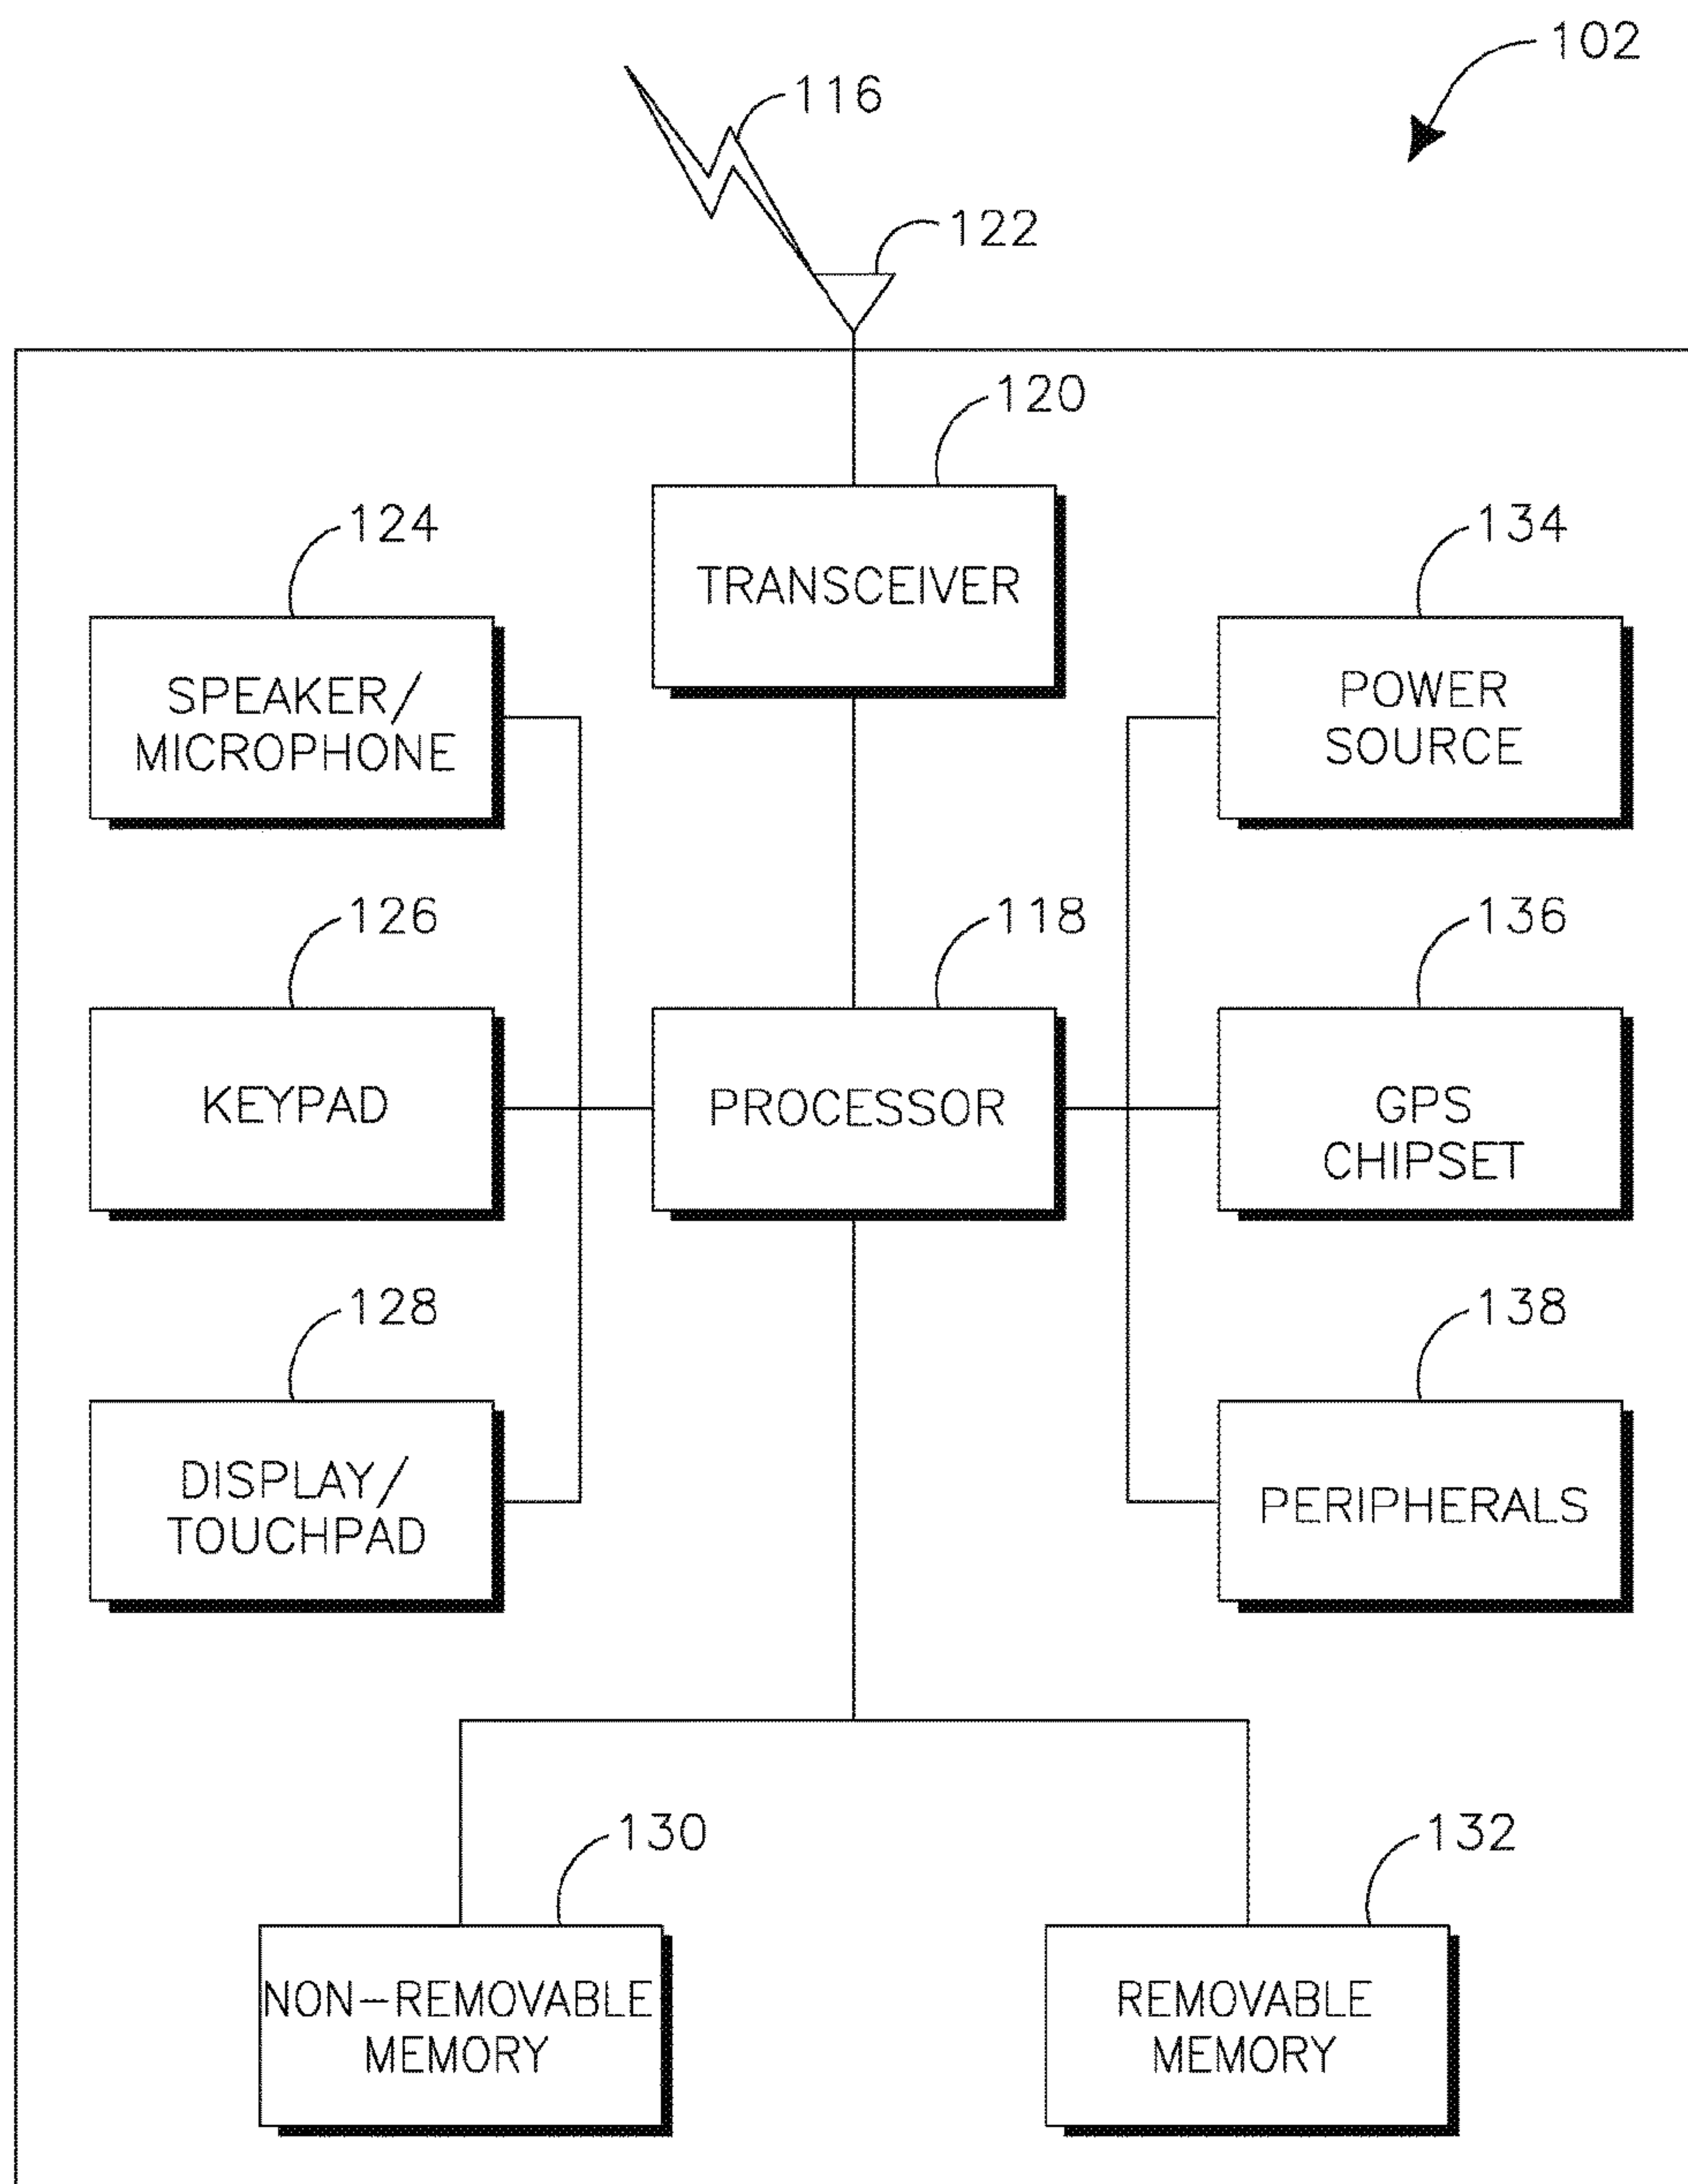 102
116
122
120
TRANSCEIVER
124
SPEAKER/
MICROPHONE
134
POWER
SOURCE
126
KEYPAD
118
PROCESSOR
136
GPS
CHIPSET
128
DISPLAY/
TOUCHPAD
138
PERIPHERALS
130
NON-REMOVABLE
MEMORY
132
REMOVABLE
MEMORY